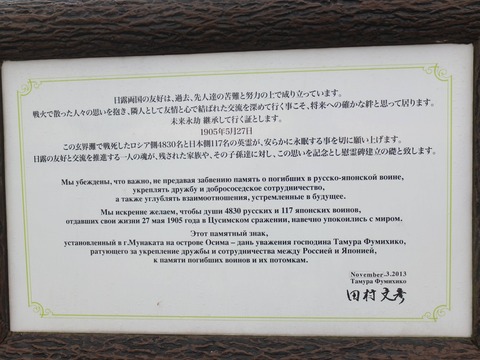 日露両国の友好は、過去、先人達の苦難と努力の上で成り立っています。
戦火で散った人々の思いを抱き、隣人として友情と心で結ばれた交流を深めて行く事こそ、将来への確かな絆と思って居ります。
未来永劫 継承して行く証とします。
1905年5月27日
この玄界灘で戦死したロシア側4830名と日本側117名の英霊が、安らかに永眠する事を切に願い上げます。
日露の友好と交流を推進する一人の魂が、残された家族や、その子孫達に対し、この思いを記念とし慰霊碑建立の礎と致します。
Мы убеждены, что важно, не предавая забвению память о погибших в русско-японской войне,
укреплять дружбу и добрососедское сотрудничество,
а также углублять взаимоотношения, устремленные в будущее.
Мы искренне желаем, чтобы души 4830 русских и 117 японских воинов,
отдавших свои жизни 27 мая 1905 года в Цусимском сражении, навечно упокоились с миром.
Этот памятный знак,
установленный в г.Муната на острове Осима – дань уважения господина Тамура Фумихико,
ратующего за укрепление дружбы и сотрудничества между Россией и Японией,
к памяти погибших воинов и их потомкам.
November.3.2013
Тамура Фумихико
田村文彦